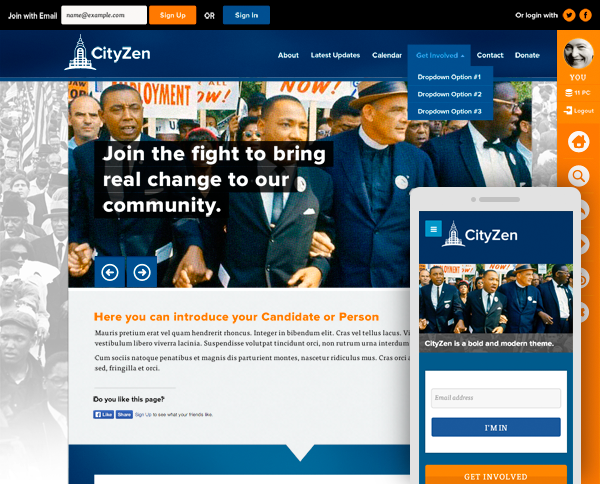 Join with Email
name@example.com
Sign Up
OR
Sign In
Or login with
CityZen
About
Latest Updates
Calendar
Get Involved
Contact
Donate
Dropdown Option #1
Dropdown Option #2
Dropdown Option #3
YOU
11 PC
Logout
EMPLOYMENT
NOW!
Join the fight to bring
real change to our
community.
Here you can introduce your Candidate or Person
Mauris pretium erat vel quam hendrerit rhoncus. Integer in bibendum elit. Cras vel tellus lacus.
vestibulum libero viverra lacinia. Suspendisse volutpat tincidunt orci, non rutrum urna interdum
Cum sociis natoque penatibus et magnis dis parturient montes, nascetur ridiculus mus. Cras orci
sed, fringilla et orci.
Do you like this page?
Like
Share
Sign Up to see what your friends like.
CityZen
NOW!
CityZen is a bold and modern theme.
Email address
I'M IN
GET INVOLVED